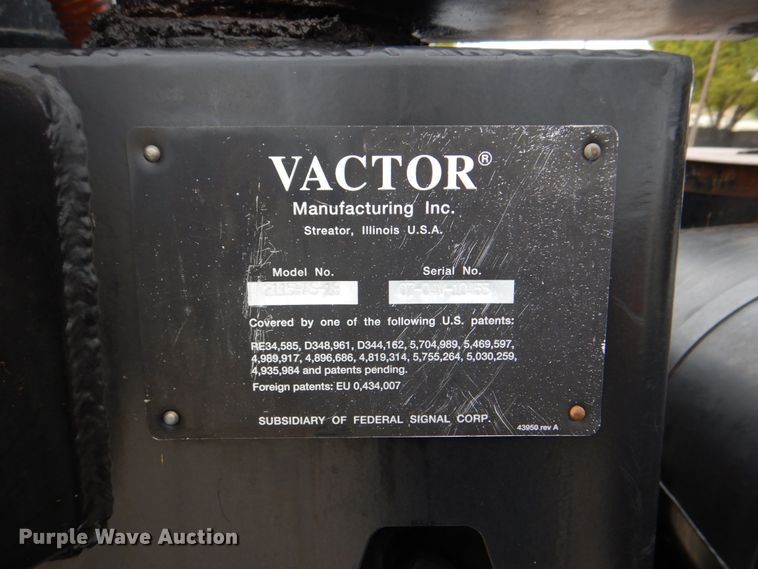 VACTOR®
Manufacturing Inc.
Streator, Illinois U.S.A.
Model No. Serial No.
Covered by one of the following U.S. patents:
RE34,585, D348,961, D344,162, 5,704,989, 5,469,597,
4,989,917, 4,896,686, 4,819,314, 5,755,264, 5,030,259,
4,935,984 and patents pending.
Foreign patents: EU 0,434,007
SUBSIDIARY OF FEDERAL SIGNAL CORP.
43950 rev A
Purple Wave Auction